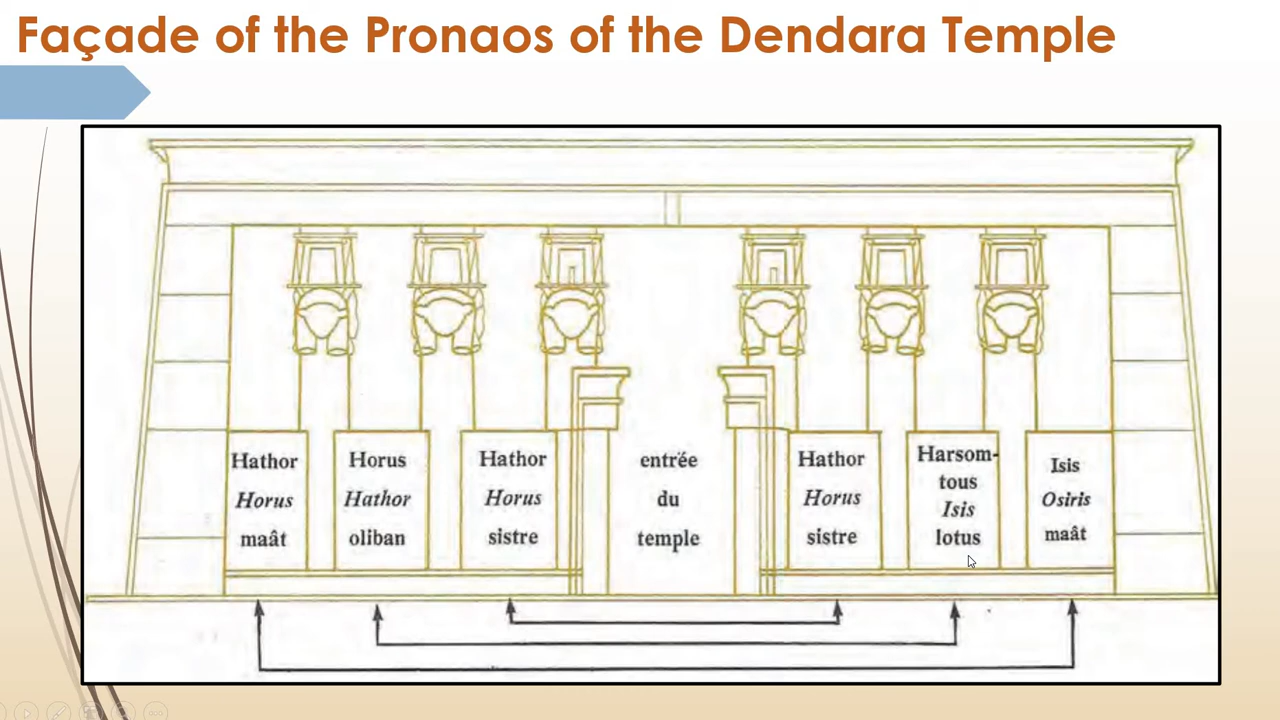 Façade of the Pronaos of the Dendara Temple
Hathor
Horus
maât
Horus
Hathor
oliban
Hathor
Horus
sistre
entrée
du
temple
Hathor
Horus
sistre
Harsom-
tous
Isis
lotus
Isis
Osiris
maât